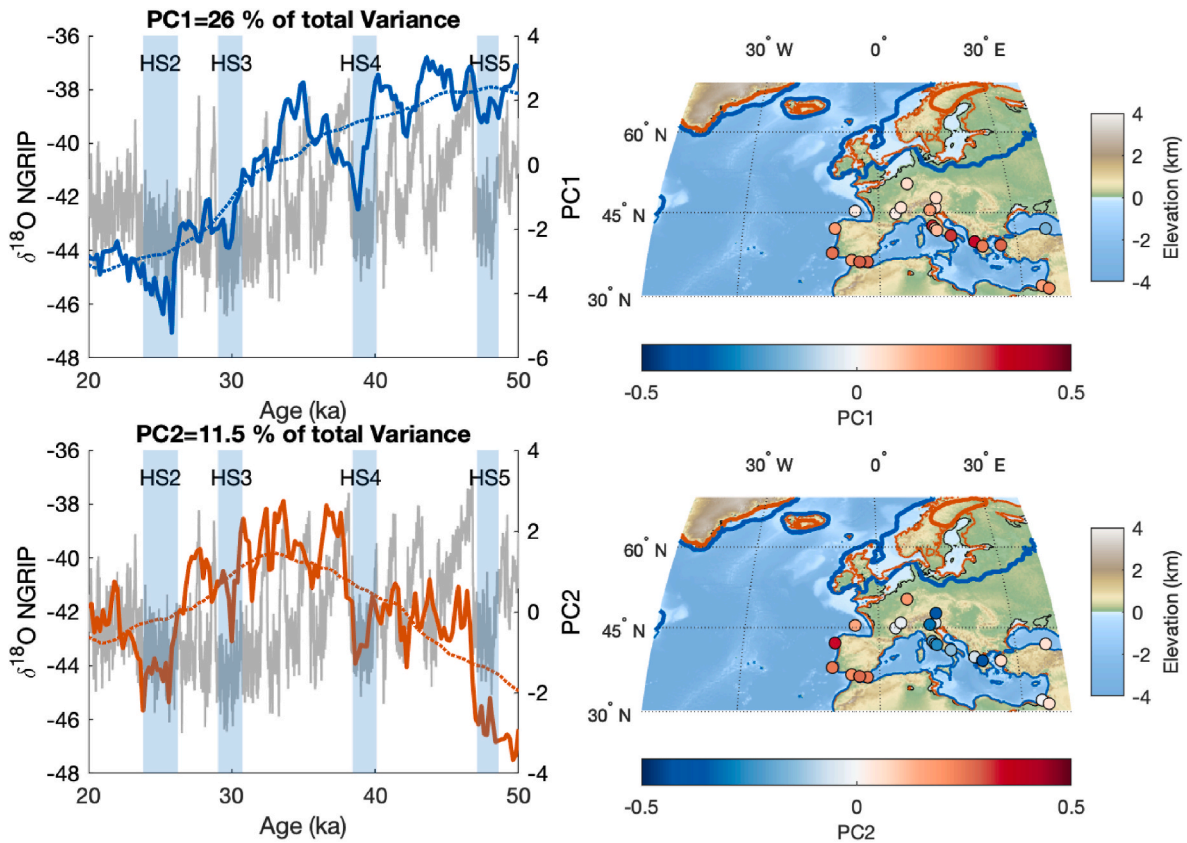 PC1=26 % of total Variance
-36
-38
-40
-42
-44
-46
-48
δ18O NGRIP
HS2
HS3
HS4
HS5
4
2
0
-2
-4
-6
PC1
20
30
40
50
Age (ka)
30° W
0°
30° E
60° N
45° N
30° N
4
2
0
-2
-4
Elevation (km)
-0.5
0
0.5
PC1
PC2=11.5 % of total Variance
-36
-38
-40
-42
-44
-46
-48
δ18O NGRIP
HS2
HS3
HS4
HS5
4
2
0
-2
-4
PC2
20
30
40
50
Age (ka)
30° W
0°
30° E
60° N
45° N
30° N
4
2
0
-2
-4
Elevation (km)
-0.5
0
0.5
PC2